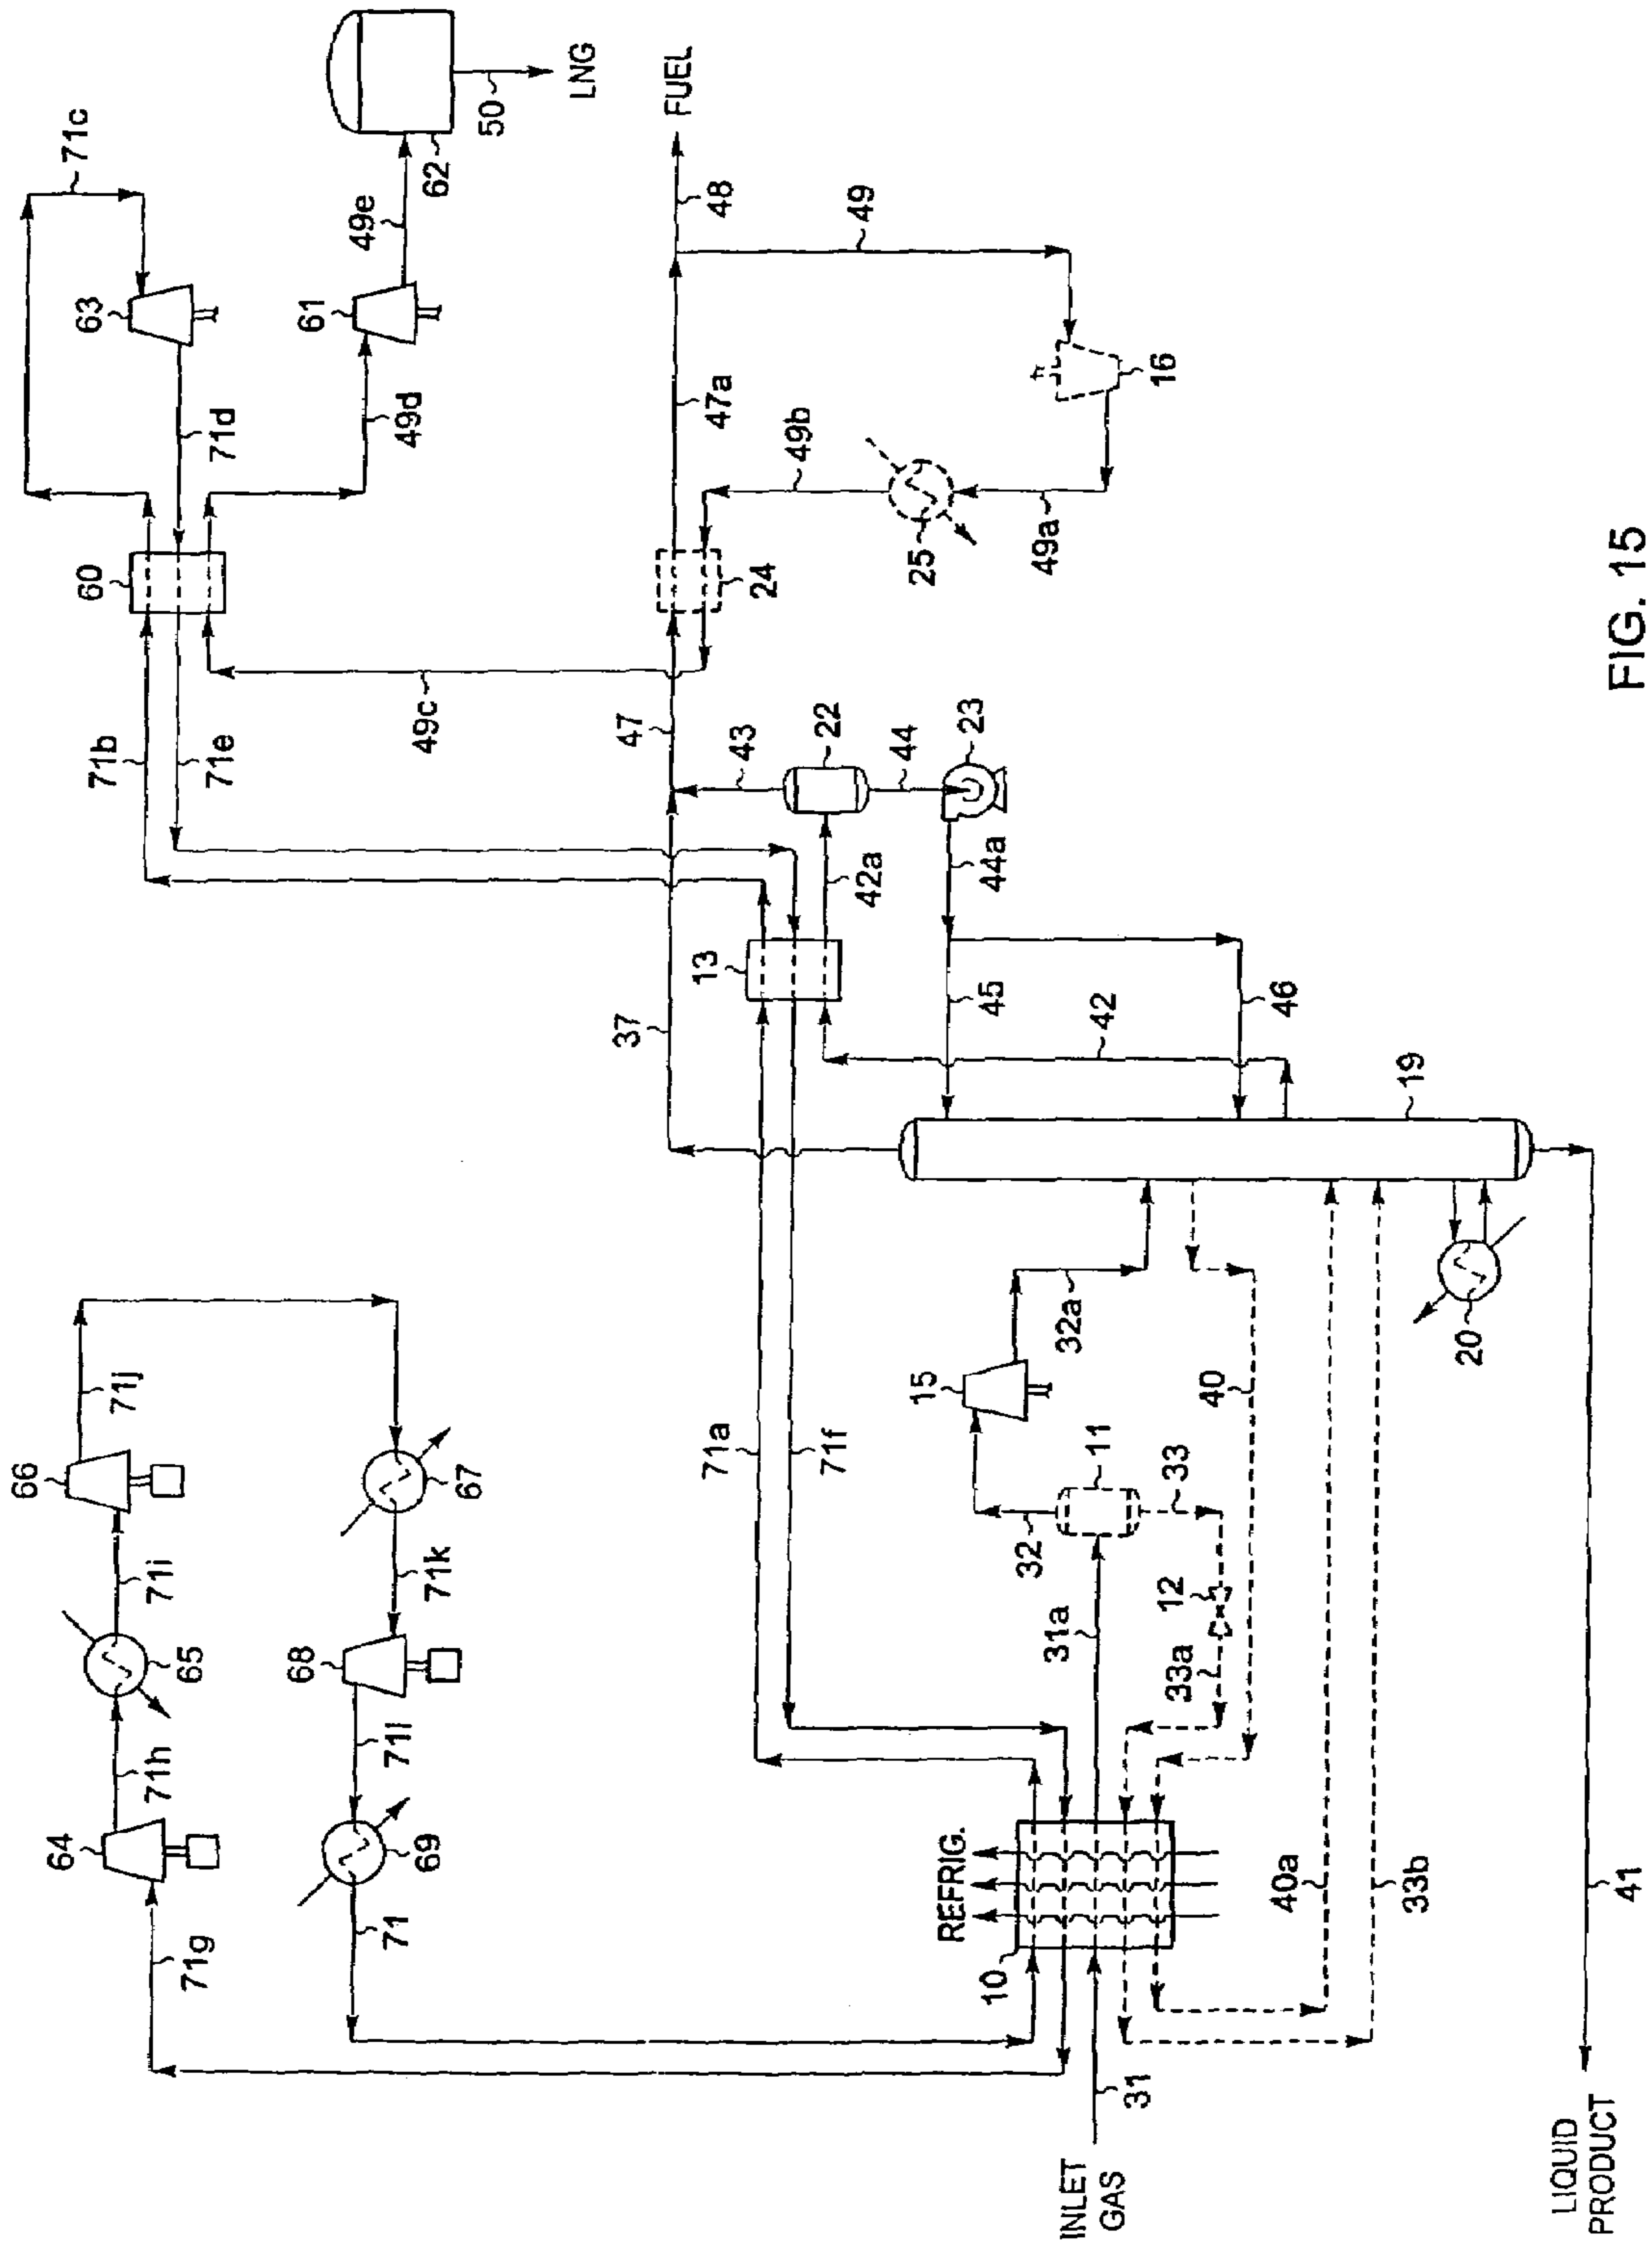 66
71j
71i
65
71h
64
71g
67
71k
68
71l
69
71
71c
63
71d
60
71b
71e
61
49e
62
50
LNG
49d
49c
FUEL
48
49
47a
24
49b
25
49a
16
47
43
22
44
23
37
13
42a
44a
45
46
42
19
71a
71f
15
32a
40
11
32
33
12
33a
31a
REFRIG.
10
31
INLET
GAS
20
40a
33b
41
LIQUID
PRODUCT
FIG. 15